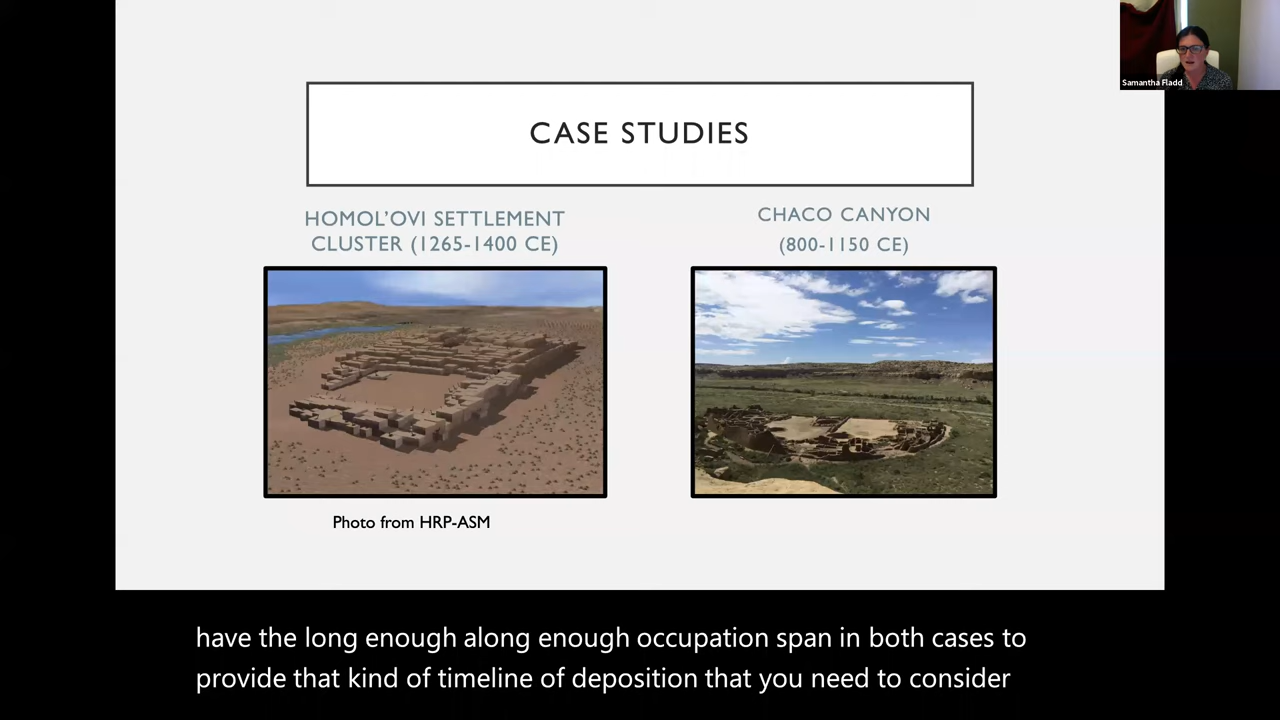 Samantha Fladd
CASE STUDIES
HOMOL’OVI SETTLEMENT
CLUSTER (1265-1400 CE)
CHACO CANYON
(800-1150 CE)
Photo from HRP-ASM
have the long enough along enough occupation span in both cases to
provide that kind of timeline of deposition that you need to consider